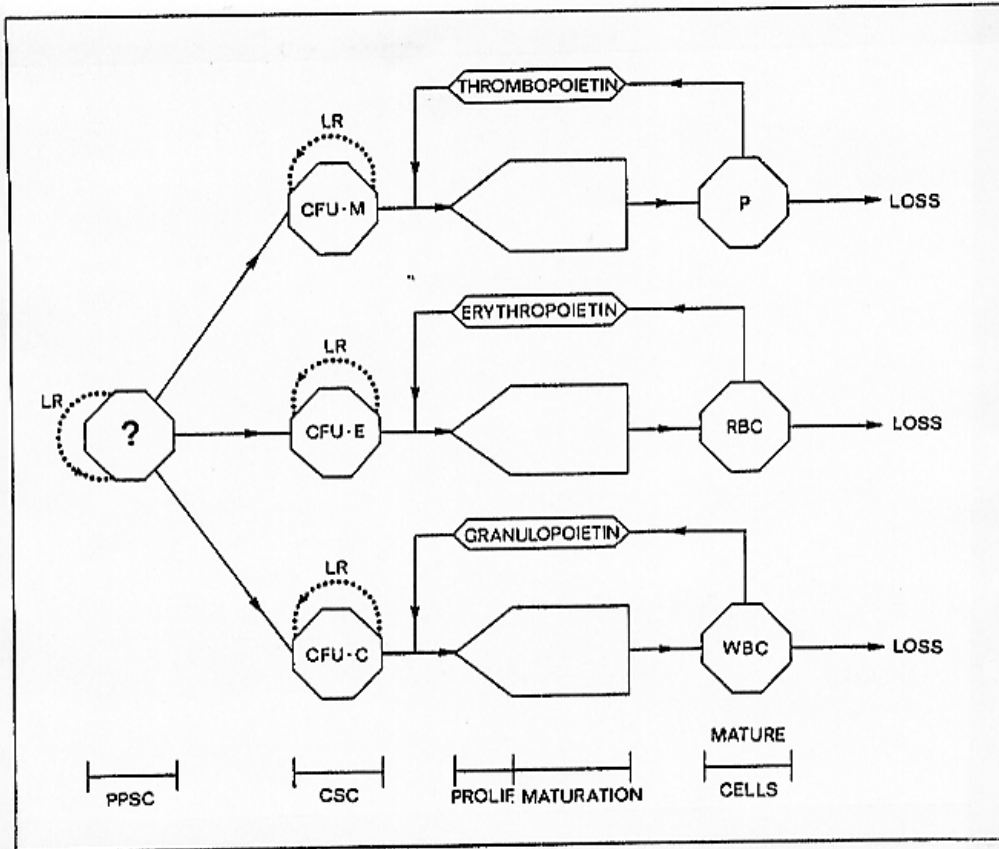 THROMBOPOIETIN
LR
CFU-M
P
LOSS
ERYTHROPOIETIN
LR
LR
?
CFU-E
RBC
LOSS
GRANULOPOIETIN
LR
CFU-C
WBC
LOSS
PPSC
CSC
PROLIF. MATURATION
MATURE
CELLS